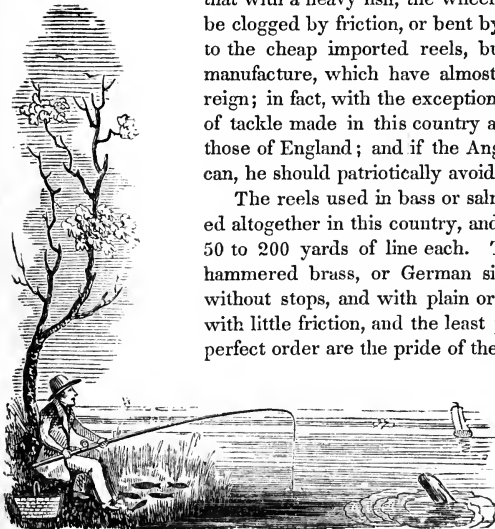 that with a heavy fish, the wheel
be clogged by friction, or bent by
to the cheap imported reels, bu
manufacture, which have almost
reign; in fact, with the exception
of tackle made in this country a
those of England; and if the Ang
can, he should patriotically avoid
The reels used in bass or salm
ed altogether in this country, and
50 to 200 yards of line each.
hammered brass, or German si
without stops, and with plain or
with little friction, and the least
perfect order are the pride of the